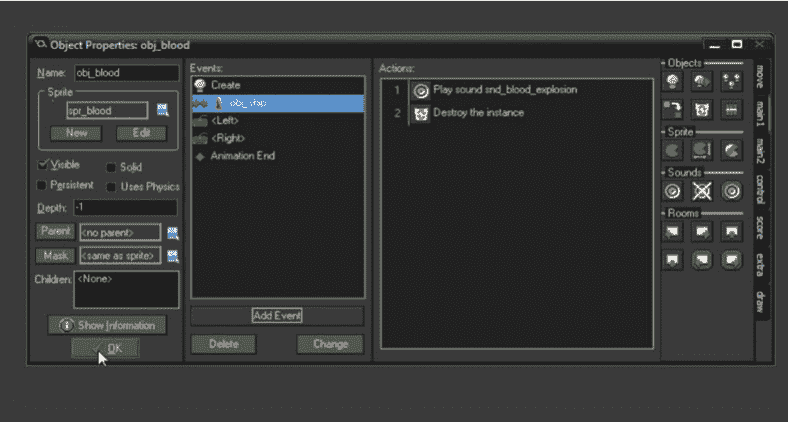 Object Properties: obj_blood
Name: obj_blood
Sprite
spr_blood
New Edit
Visible Solid
Persistent Uses Physics
Depth: -1
Parent <no parent>
Mask <same as sprite>
Children: <None>
Show Information
OK
Events:
Create
obj_stop
<Left>
<Right>
Animation End
Add Event
Delete Change
Actions:
1 Play sound snd_blood_explosion
2 Destroy the instance
Objects
Sprite
Sounds
Rooms
move
main1
main2
control
score
extra
draw